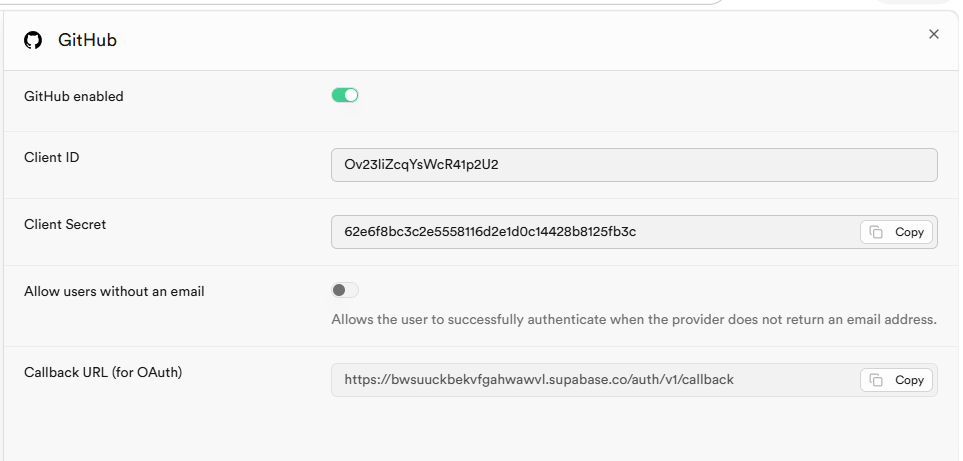 GitHub
GitHub enabled
Client ID
Ov23liZcqYsWcR41p2U2
Client Secret
62e6f8bc3c2e5558116d2e1d0c14428b8125fb3c
Copy
Allow users without an email
Allows the user to successfully authenticate when the provider does not return an email address.
Callback URL (for OAuth)
https://bwsuuckbekvfgahwawvl.supabase.co/auth/v1/callback
Copy